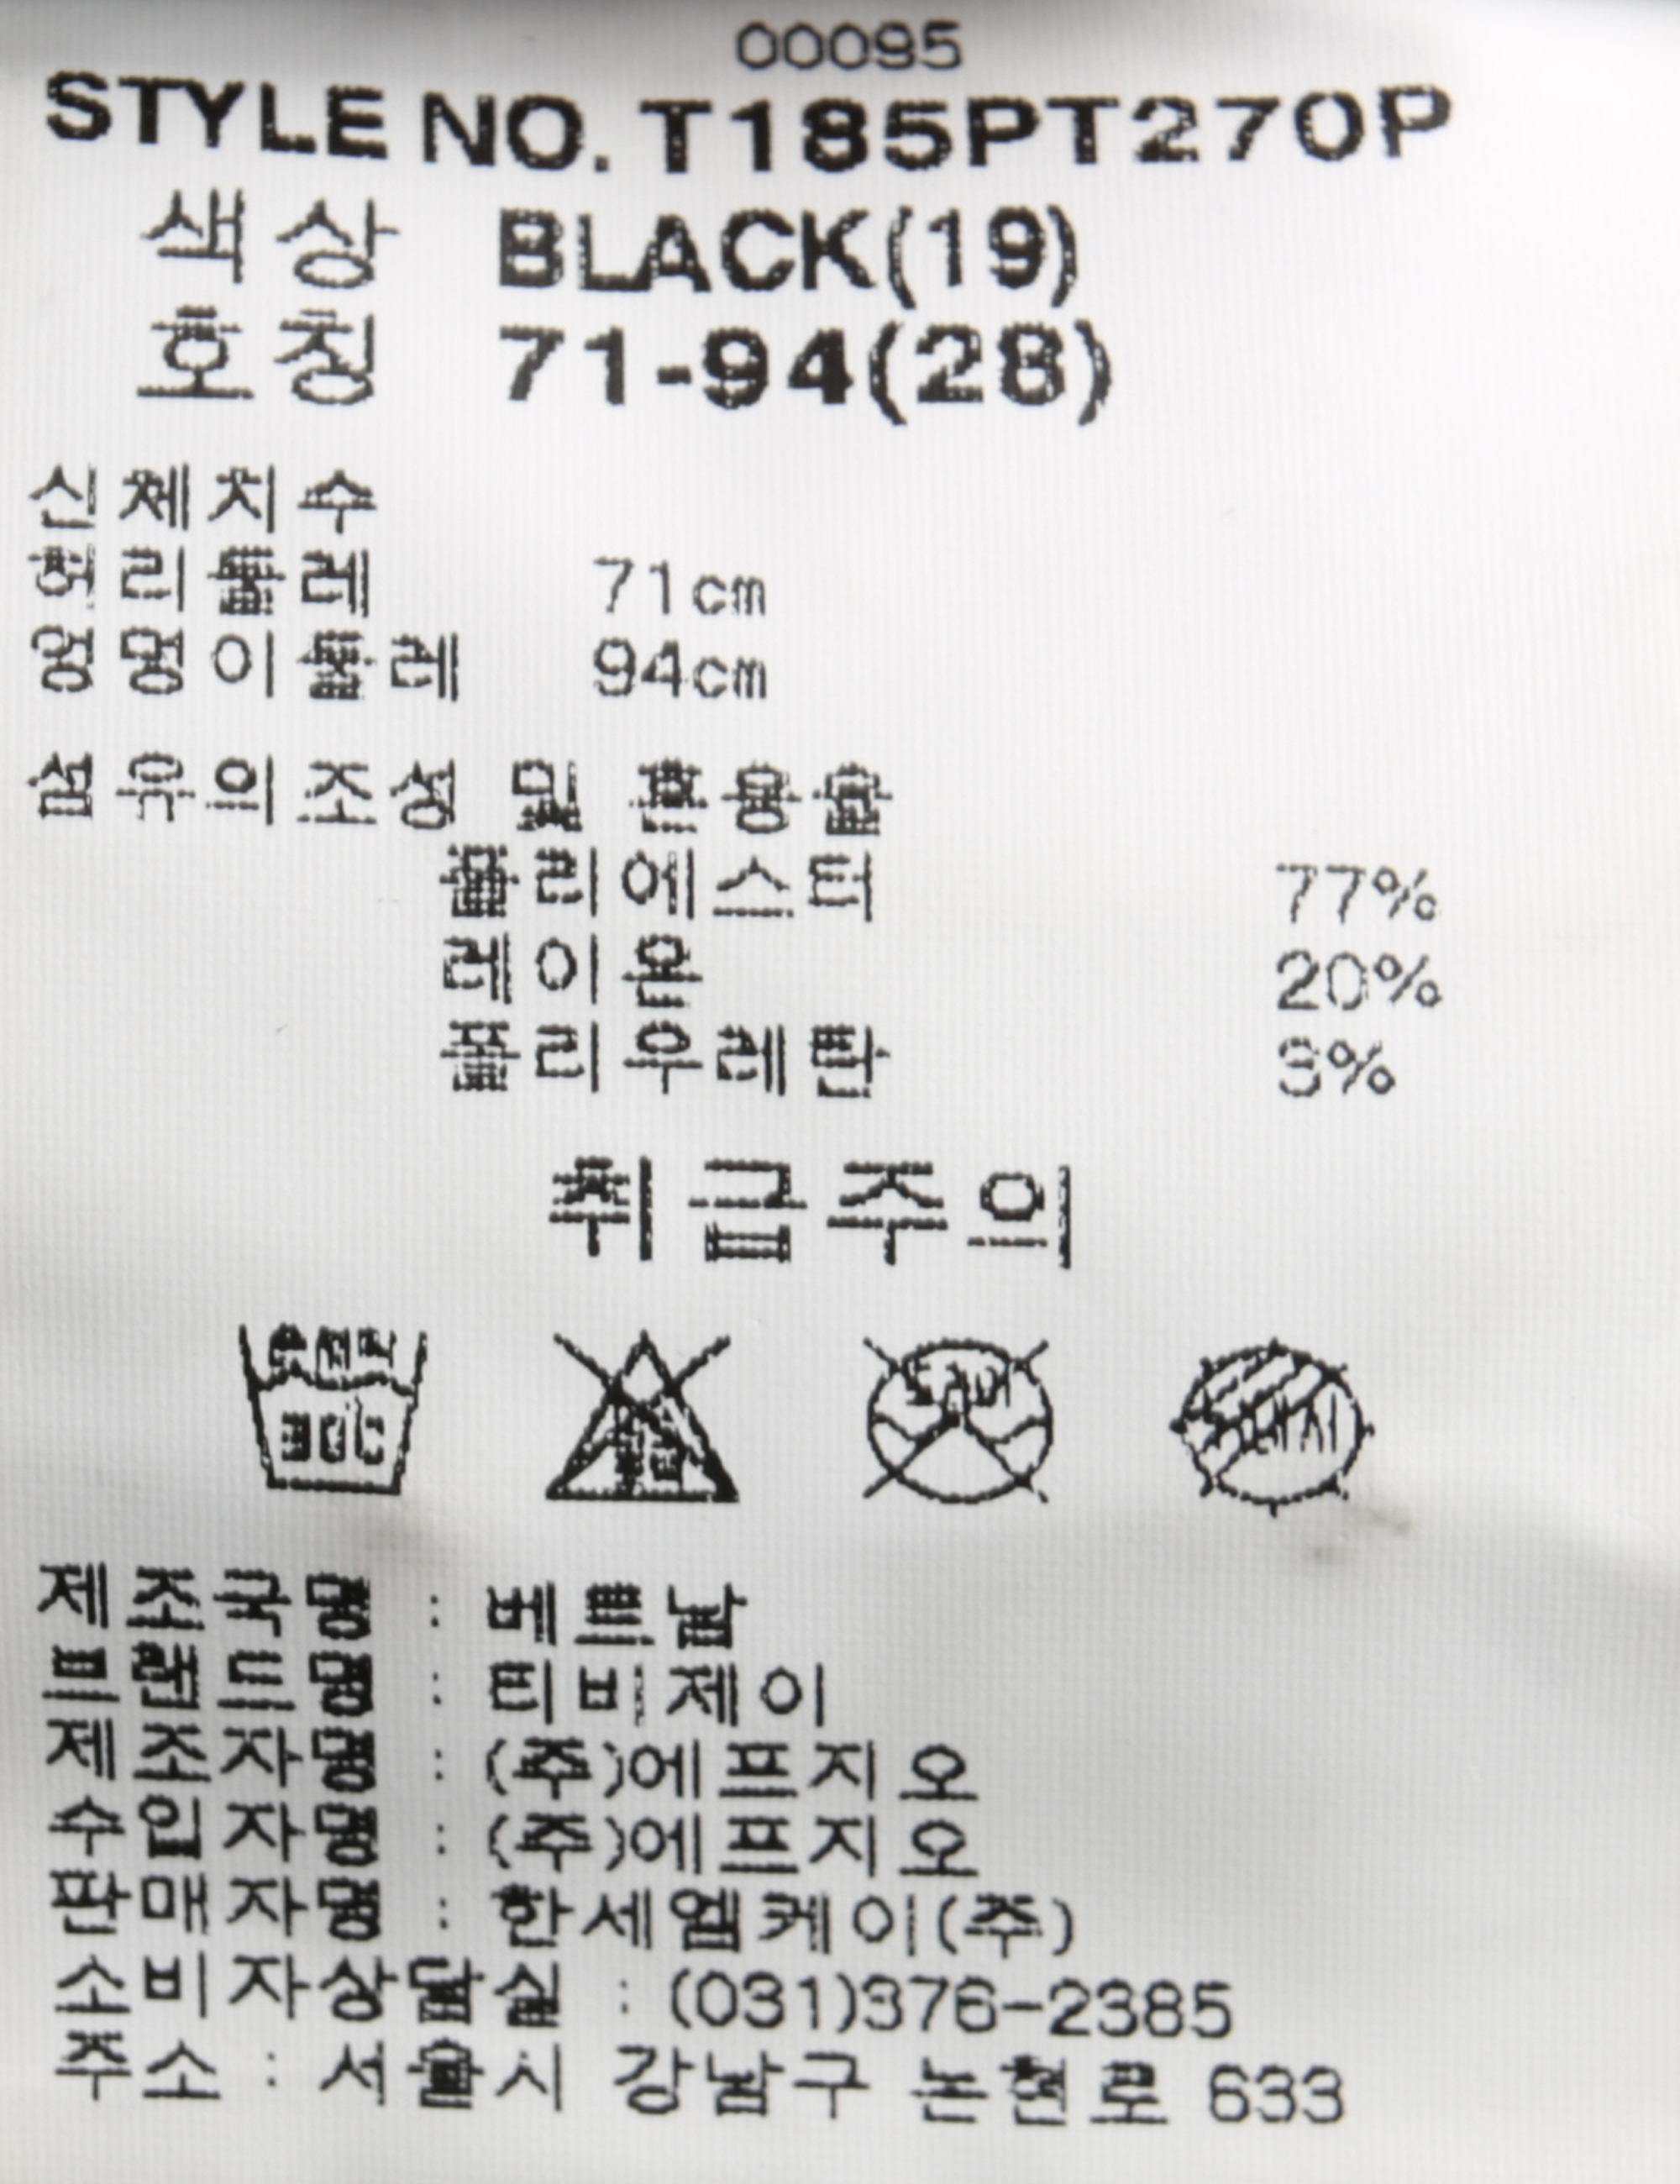 00095
STYLE NO. T185PT270P
색상 BLACK(19)
호칭 71-94(28)
신체치수
허리둘레 71cm
엉덩이둘레 94cm
섬유의조성 및 혼용율
폴리에스터 77%
레이온 20%
폴리우레탄 3%
취급주의
제조국명 : 베트남
브랜드명 : 티비제이
제조자명 : (주)에프지오
수입자명 : (주)에프지오
판매자명 : 한세엠케이(주)
소비자상담실 : (031)376-2385
주소 : 서울시 강남구 논현로 633